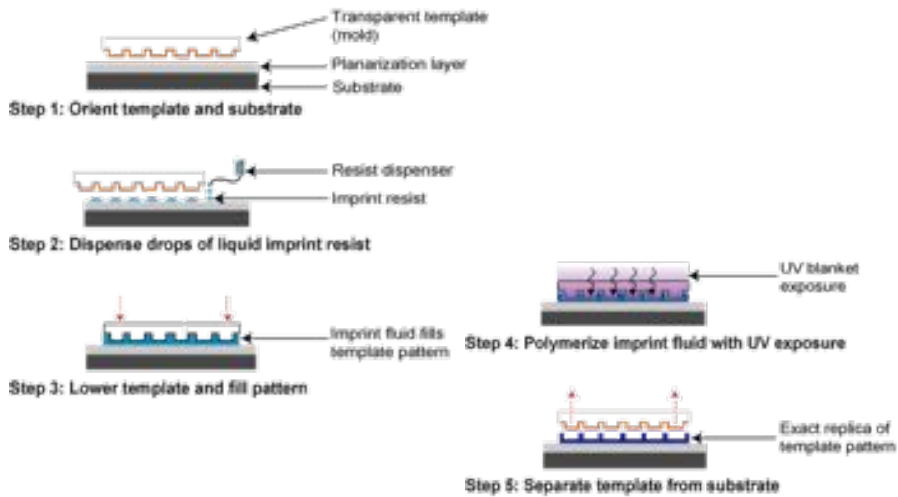 Transparent template
(mold)
Planarization layer
Substrate
Step 1: Orient template and substrate
Resist dispenser
Imprint resist
Step 2: Dispense drops of liquid imprint resist
Imprint fluid fills
template pattern
Step 3: Lower template and fill pattern
UV blanket
exposure
Step 4: Polymerize imprint fluid with UV exposure
Exact replica of
template pattern
Step 5: Separate template from substrate